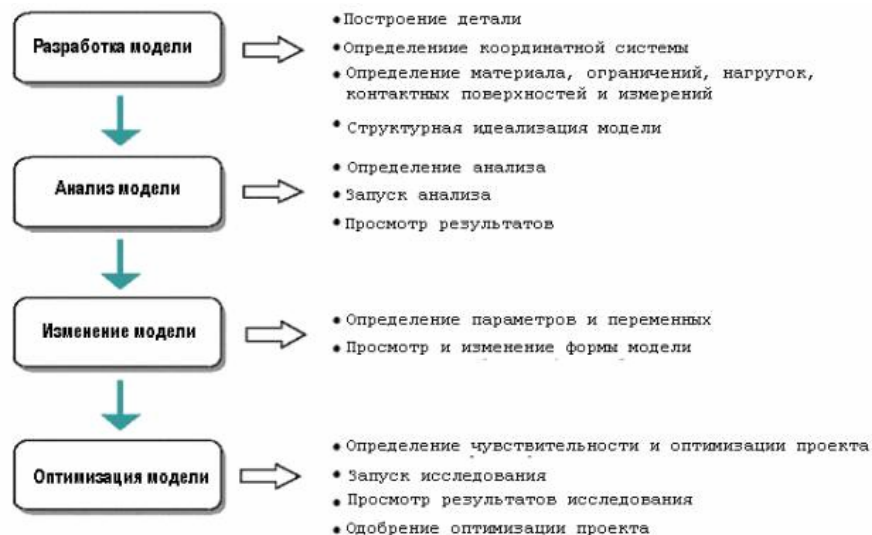 Разработка модели
• Построение детали
• Определениие координатной системы
• Определение материала, ограничений, нагругок,
контактных поверхностей и измерений
• Структурная идеализация модели
Анализ модели
• Определение анализа
• Запуск анализа
• Просмотр результатов
Изменение модели
• Определение параметров и переменных
• Просмотр и изменение формы модели
Оптимизация модели
• Определение чувствительности и оптимизации проекта
• Запуск исследования
• Просмотр результатов исследования
• Одобрение оптимизации проекта